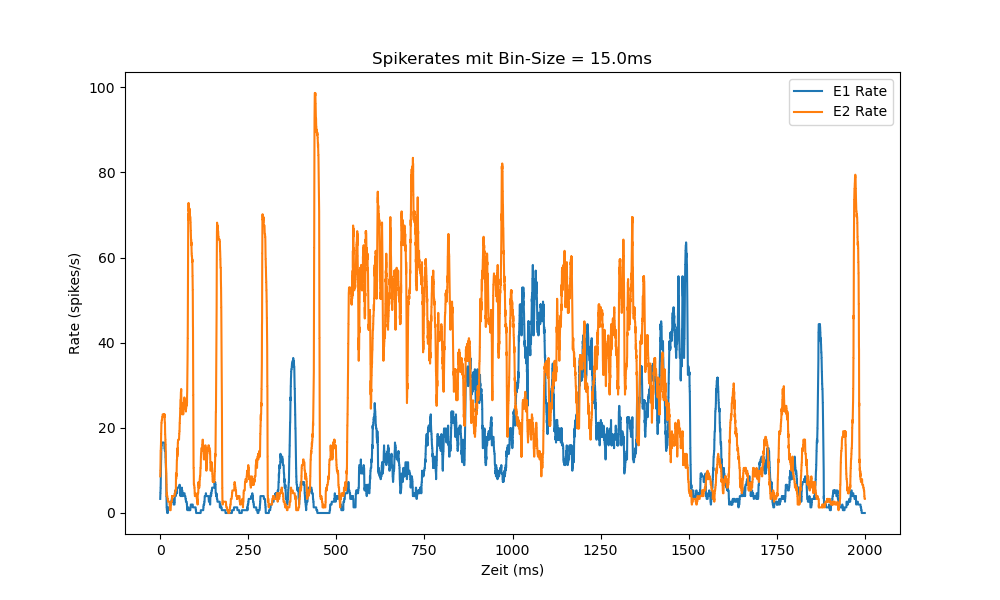 Spikerates mit Bin-Size = 15.0ms
E1 Rate
E2 Rate
Rate (spikes/s)
100
80
60
40
20
0
0 250 500 750 1000 1250 1500 1750 2000
Zeit (ms)